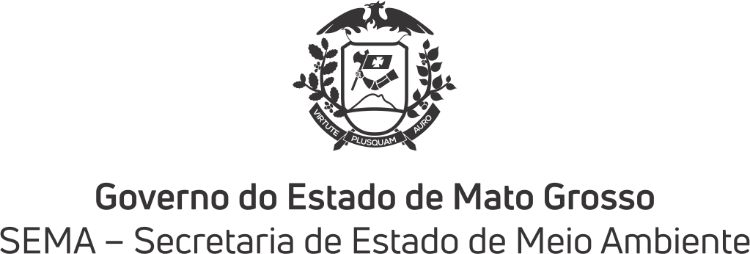 VIRTUTE PLUSQUAM AURO
Governo do Estado de Mato Grosso
SEMA – Secretaria de Estado de Meio Ambiente